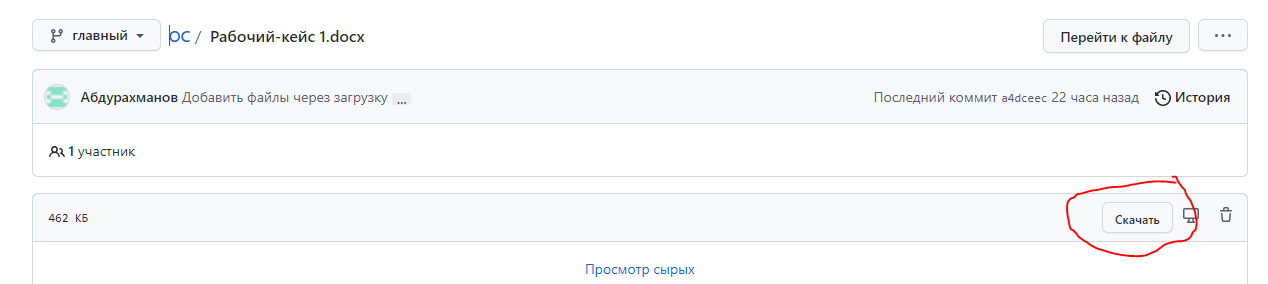 главный ОС / Рабочий-кейс 1.docx Перейти к файлу ...
Абдурахманов Добавить файлы через загрузку ... Последний коммит a4dceec 22 часа назад История
1 участник
462 КБ Скачать
Просмотр сырых